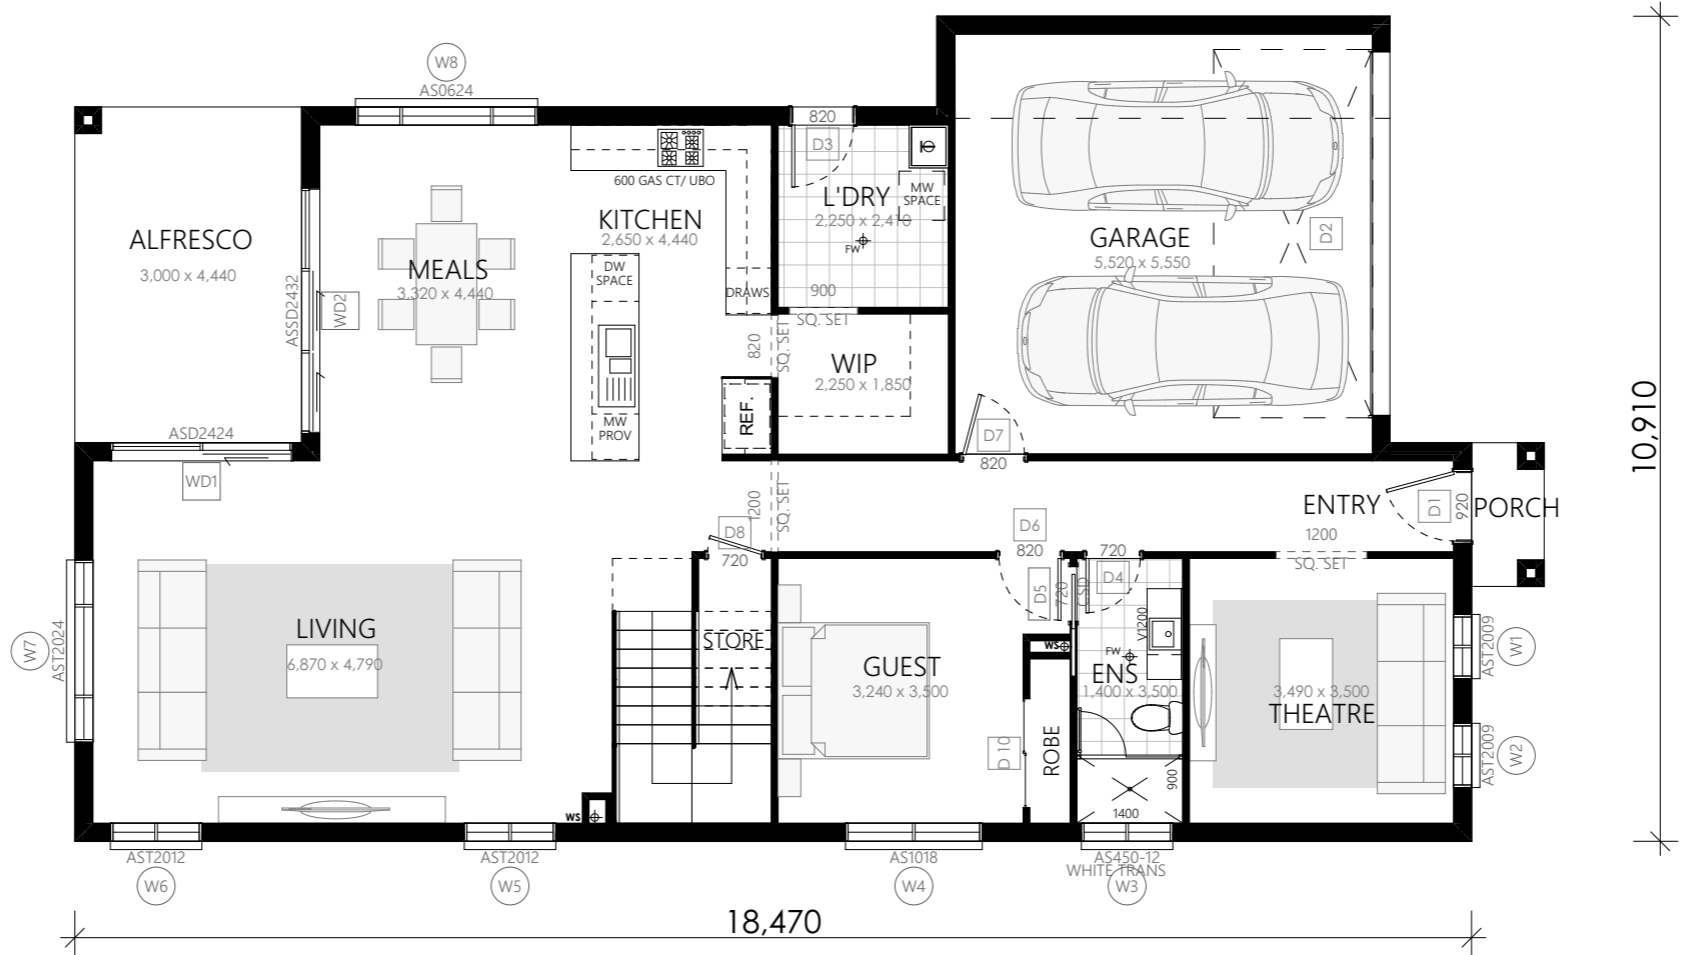 W8
AS0624
820
D3
600 GAS CT/ UBO
L'DRY
2,250 x 2,410
MW
SPACE
FW
KITCHEN
2,650 x 4,440
ALFRESCO
3,000 x 4,440
MEALS
3,320 x 4,440
ASSD2432
WD2
DW
SPACE
DRAWS
900
SQ. SET
GARAGE
5,520 x 5,550
D2
820
SQ. SET
WIP
2,250 x 1,850
REF.
MW
PROV
ASD2424
WD1
D7
820
10,910
1200
SQ. SET
D8
720
D6
820
720
ENTRY
1200
SQ. SET
D1
920
PORCH
D5
720
CSD
D4
V1200
LIVING
6,870 x 4,790
STORE
GUEST
3,240 x 3,500
WS
FW
ENS
1,400 x 3,500
3,490 x 3,500
THEATRE
W7
AST2024
AST2009
W1
AST2009
W2
D 10
ROBE
900
1400
WS
AST2012
W6
AST2012
W5
AS1018
W4
AS450-12
WHITE TRANS
W3
18,470